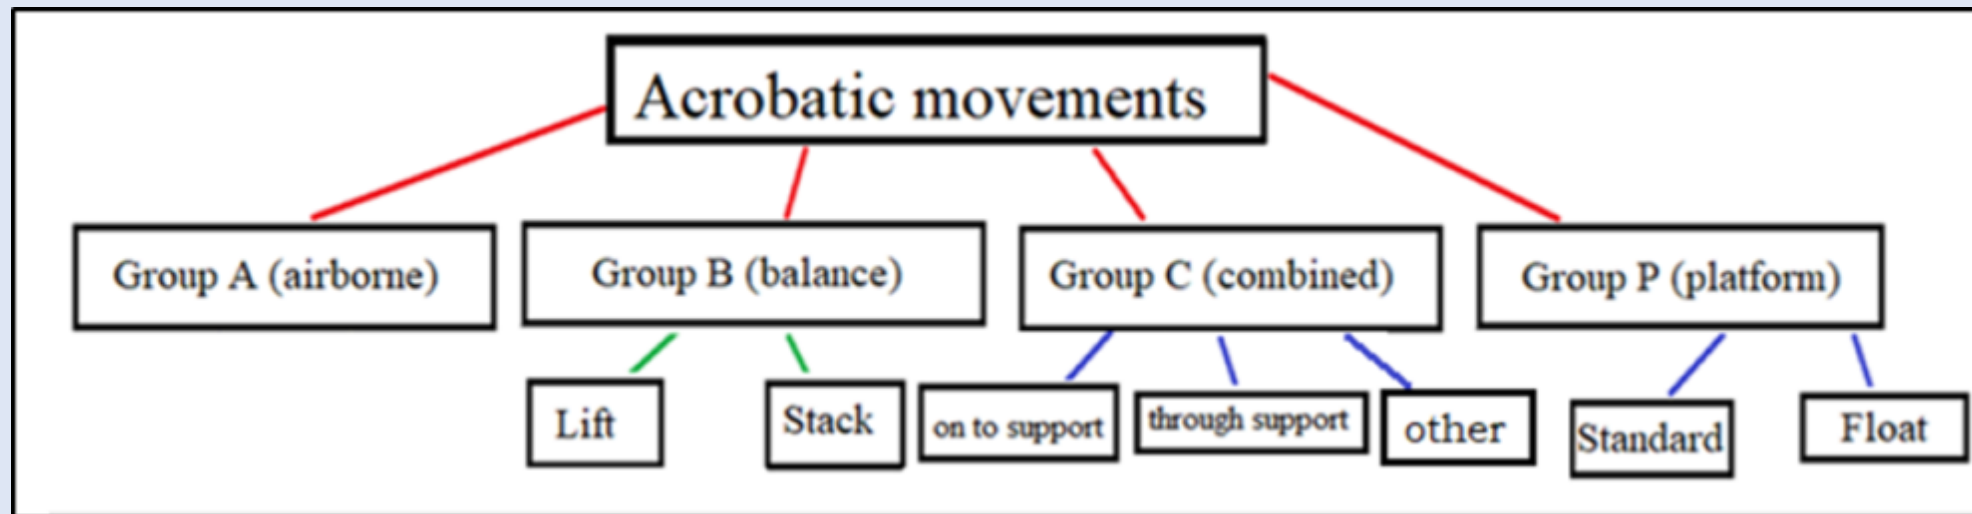 Acrobatic movements
Group A (airborne)
Group B (balance)
Group C (combined)
Group P (platform)
Lift
Stack
on to support
through support
other
Standard
Float